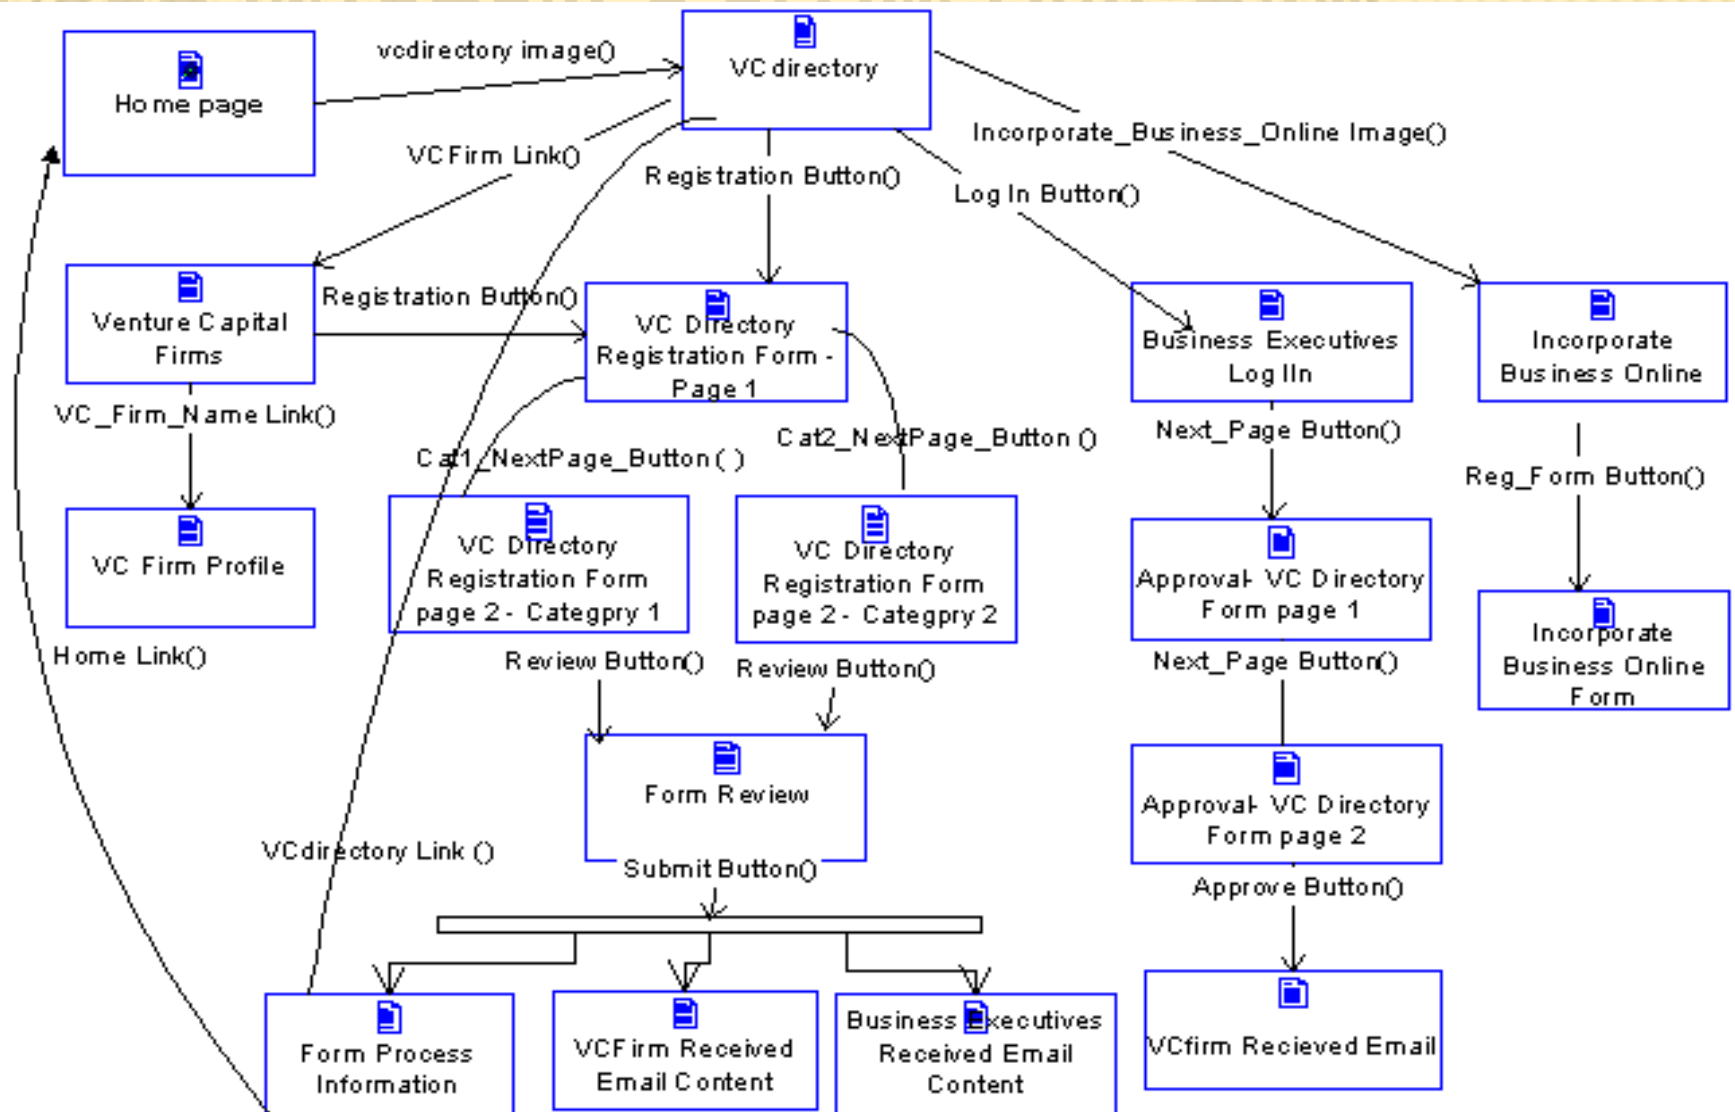 vcdirectory image()
VC directory
Home page
Incorporate_Business_Online Image()
VCFirm Link()
Registration Button()
Log In Button()
Registration Button()
Venture Capital
Firms
VC Directory
Registration Form -
Page 1
Business Executives
Log IIn
Incorporate
Business Online
VC_Firm_Name Link()
Cat1_NextPage_Button ( )
Cat2_NextPage_Button ()
Next_Page Button()
Reg_Form Button()
VC Firm Profile
VC Directory
Registration Form
page 2 - Categpry 1
VC Directory
Registration Form
page 2 - Categpry 2
Approval- VC Directory
Form page 1
Incorporate
Business Online
Form
Home Link()
Review Button()
Review Button()
Next_Page Button()
Form Review
Approval- VC Directory
Form page 2
VCdirectory Link ()
Submit Button()
Approve Button()
Form Process
Information
VCFirm Received
Email Content
Business Executives
Received Email
Content
VCfirm Recieved Email